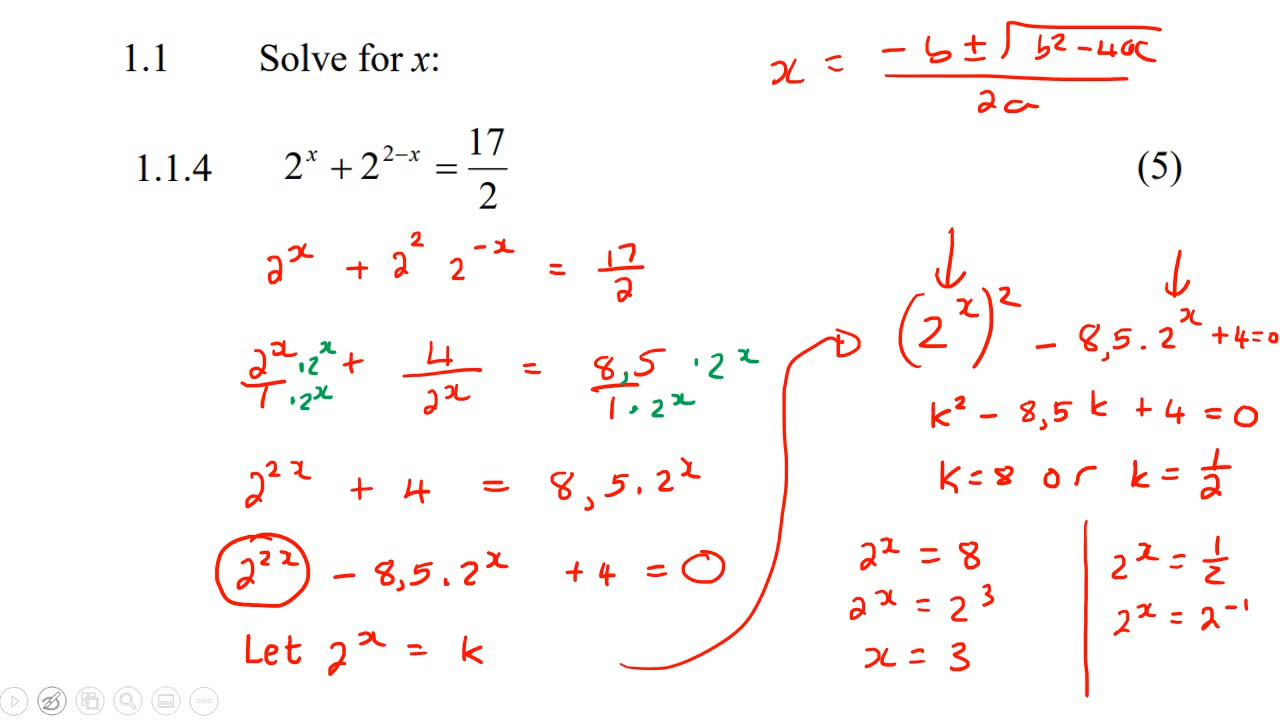 1.1 Solve for x:
x = (-b ± √(b² - 4ac)) / 2a
1.1.4 2^x + 2^(2-x) = 17/2 (5)
2^x + 2² 2^(-x) = 17/2
2^x/1 · 2^x/· 2^x + 4/2^x = 8,5/1 · 2^x/· 2^x
2^(2x) + 4 = 8,5 . 2^x
2^(2x) - 8,5 . 2^x + 4 = 0
Let 2^x = k
(2^x)² - 8,5 . 2^x + 4 = 0
k² - 8,5 k + 4 = 0
k = 8 or k = 1/2
2^x = 8
2^x = 2³
x = 3
2^x = 1/2
2^x = 2^(-1)